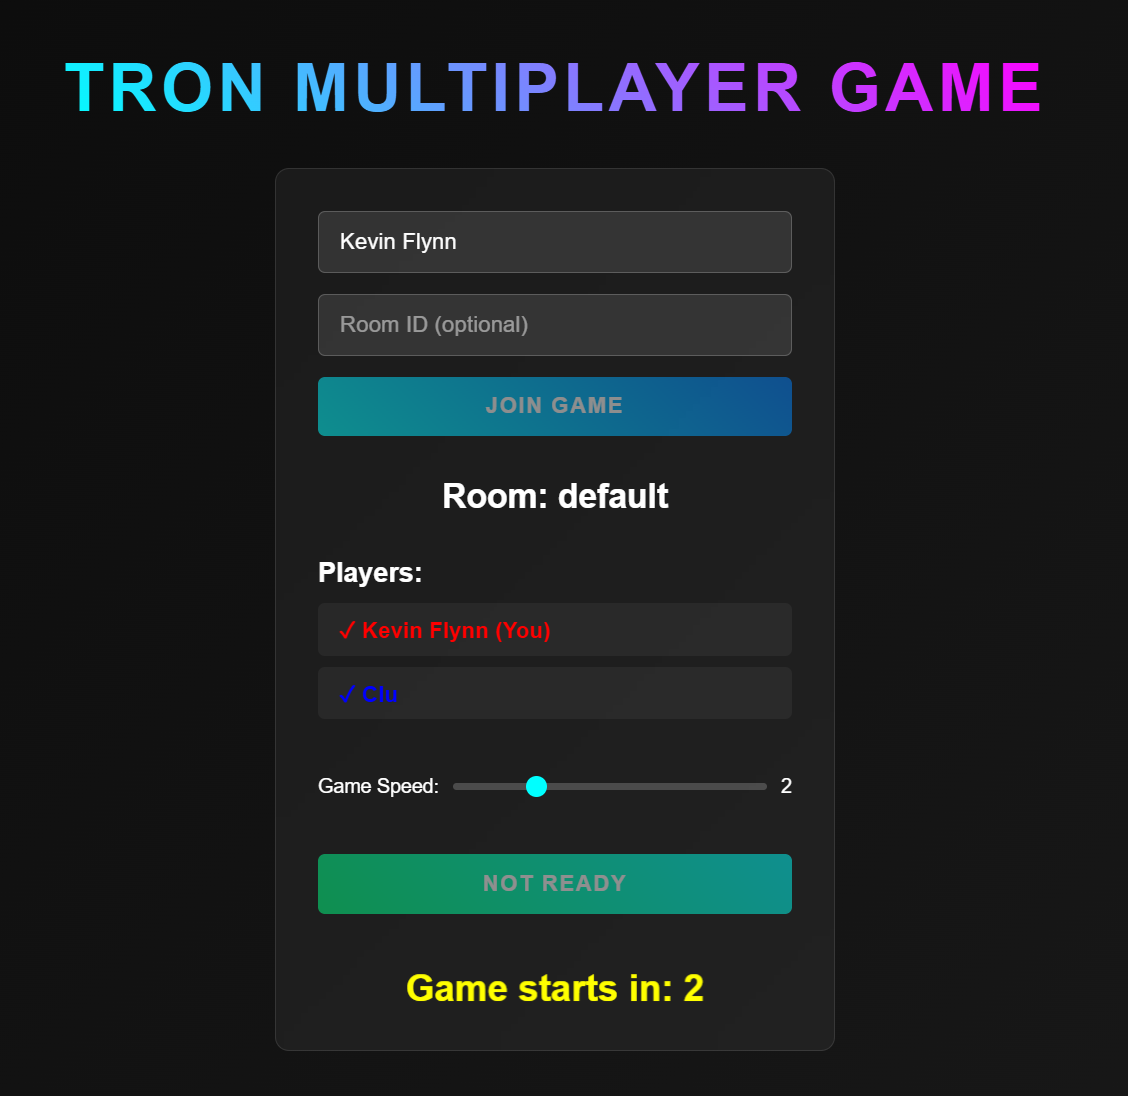 TRON MULTIPLAYER GAME
Kevin Flynn
Room ID (optional)
JOIN GAME
Room: default
Players:
✓ Kevin Flynn (You)
✓ Clu
Game Speed: 2
NOT READY
Game starts in: 2